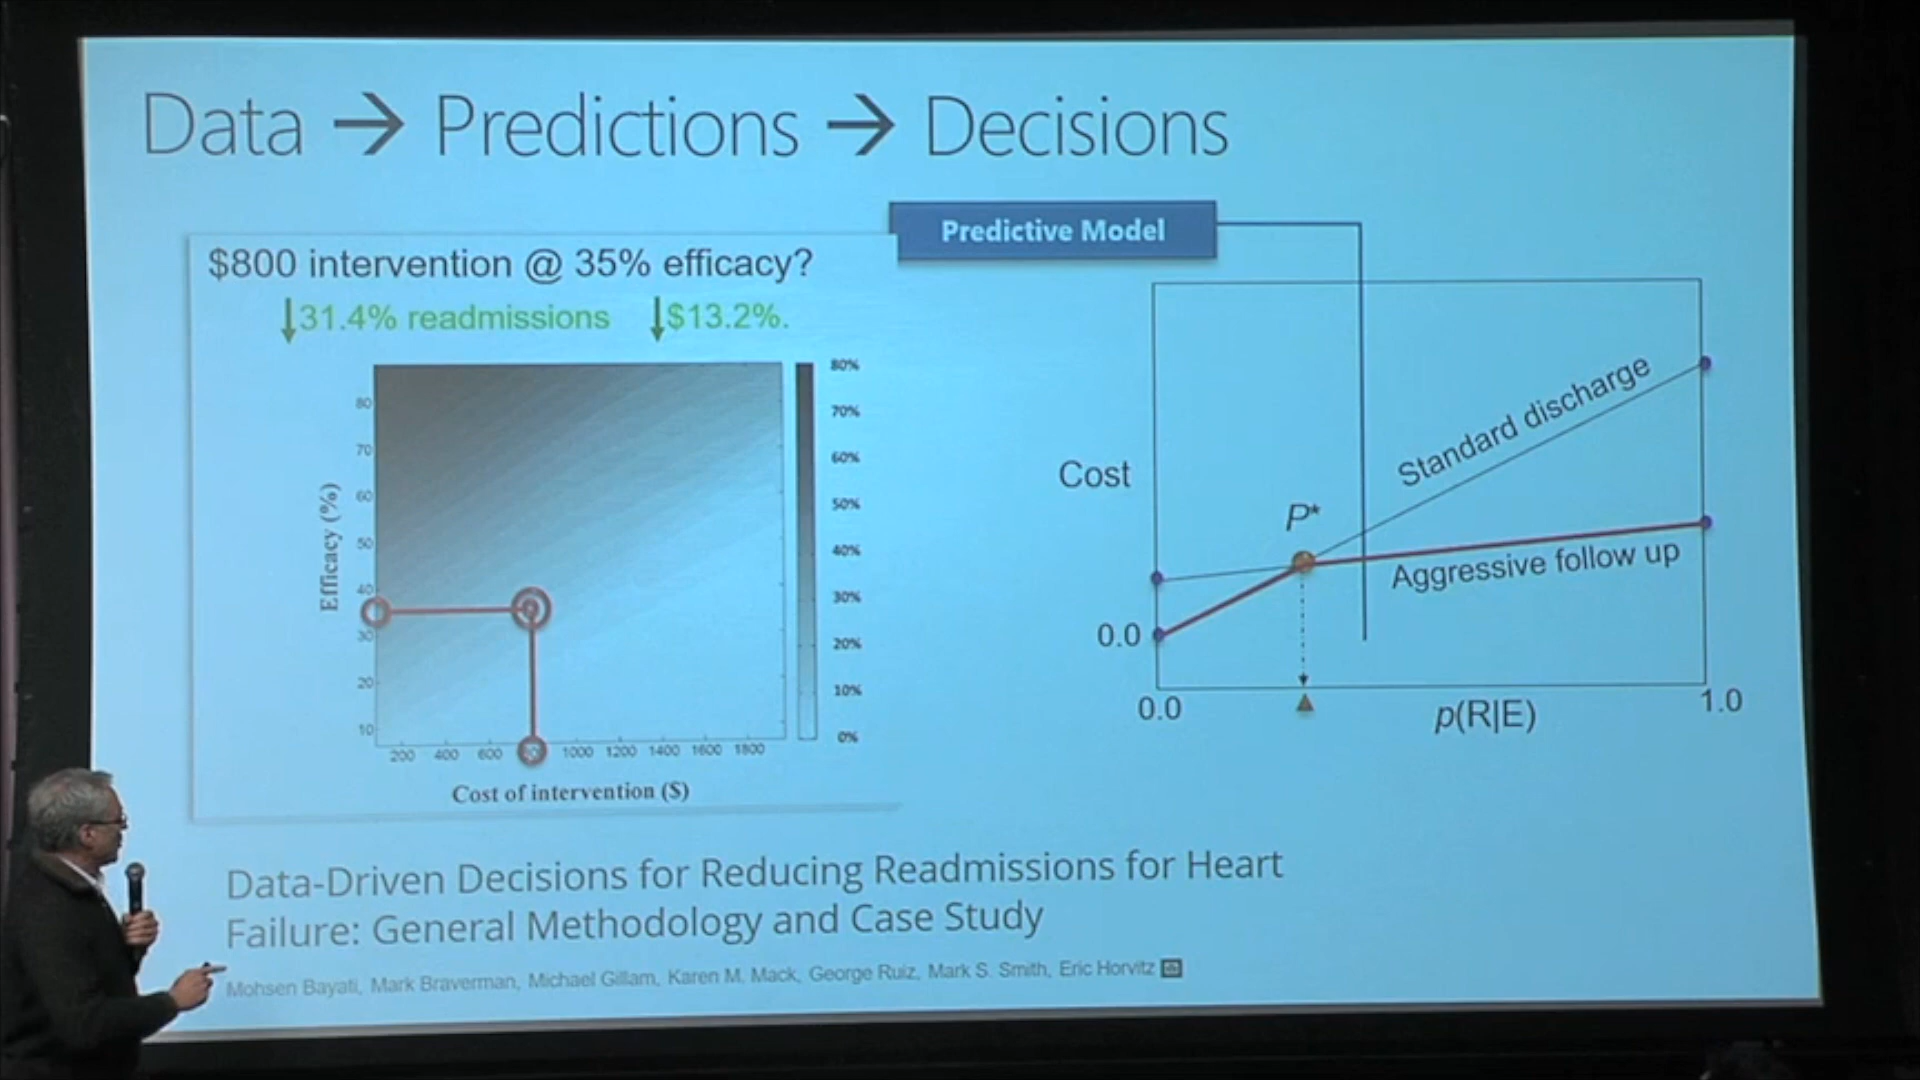 Data → Predictions → Decisions
Predictive Model
$800 intervention @ 35% efficacy?
↓31.4% readmissions ↓$13.2%.
80%
70%
60%
50%
40%
30%
20%
10%
0%
80
70
60
50
40
30
20
10
Efficacy (%)
200 400 600 1000 1200 1400 1600 1800
Cost of intervention ($)
Cost
Standard discharge
P*
Aggressive follow up
0.0
0.0
p(R|E)
1.0
Data-Driven Decisions for Reducing Readmissions for Heart
Failure: General Methodology and Case Study
Mohsen Bayati, Mark Braverman, Michael Gillam, Karen M. Mack, George Ruiz, Mark S. Smith, Eric Horvitz